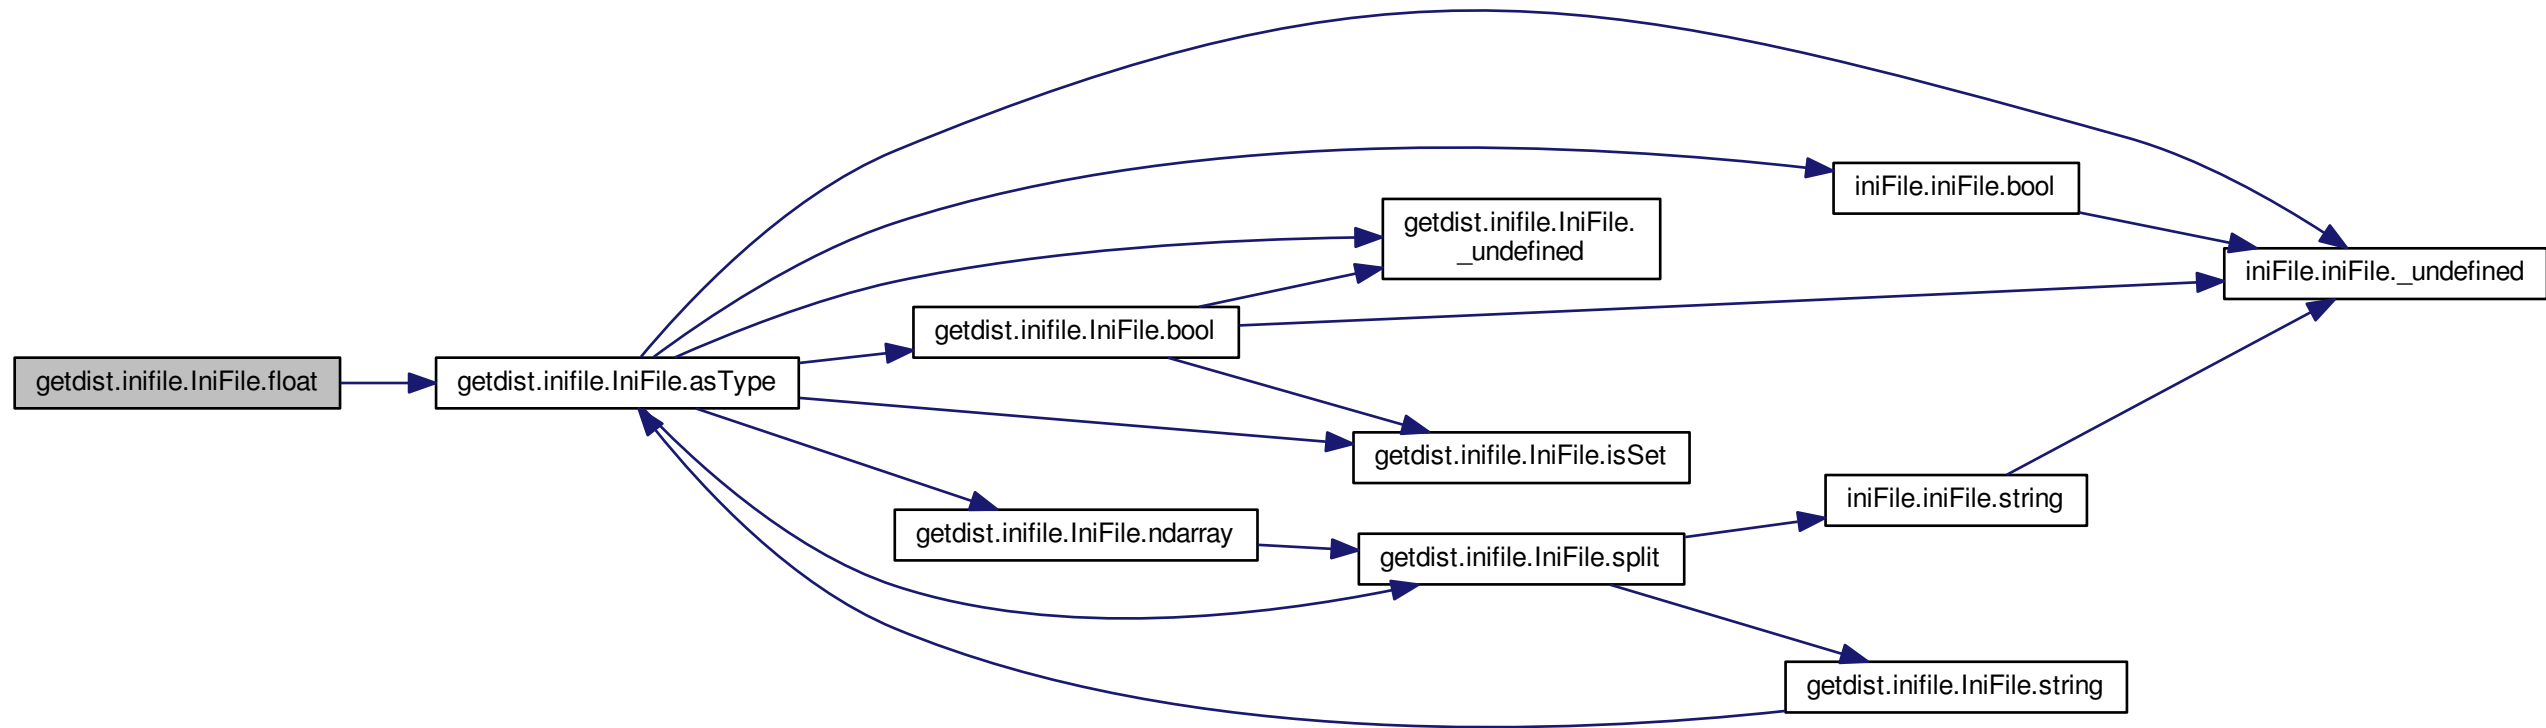 getdist.inifile.IniFile.float
getdist.inifile.IniFile.asType
getdist.inifile.IniFile.bool
getdist.inifile.IniFile.ndarray
getdist.inifile.IniFile.
_undefined
getdist.inifile.IniFile.isSet
getdist.inifile.IniFile.split
iniFile.iniFile.bool
iniFile.iniFile.string
getdist.inifile.IniFile.string
iniFile.iniFile._undefined